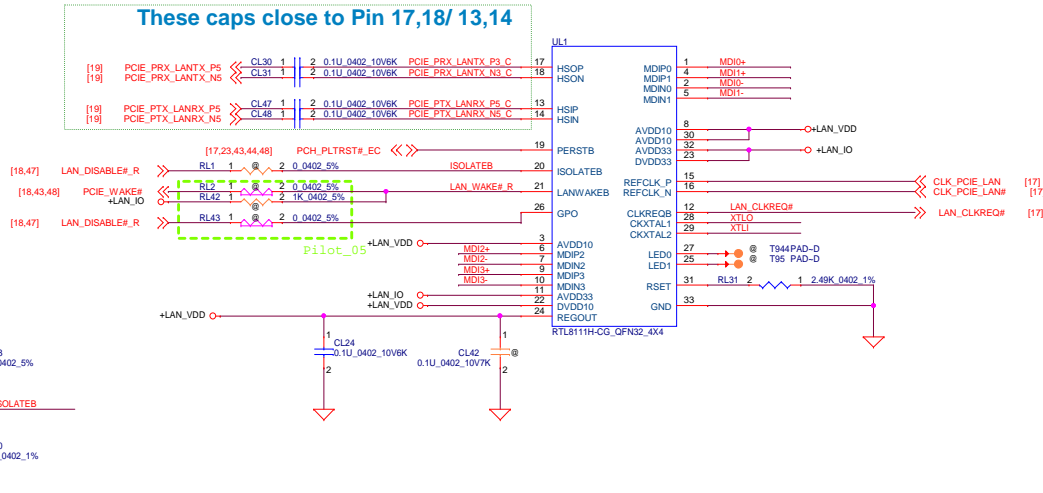 These caps close to Pin 17,18/ 13,14
UL1
[19] PCIE_PRX_LANTX_P5 CL30 1 2 0.1U_0402_10V6K PCIE_PRX_LANTX_P3_C 17 HSOP
[19] PCIE_PRX_LANTX_N5 CL31 1 2 0.1U_0402_10V6K PCIE_PRX_LANTX_N3_C 18 HSON
[19] PCIE_PTX_LANRX_P5 CL47 1 2 0.1U_0402_10V6K PCIE_PTX_LANRX_P5_C 13 HSIP
[19] PCIE_PTX_LANRX_N5 CL48 1 2 0.1U_0402_10V6K PCIE_PTX_LANRX_N5_C 14 HSIN
[17,23,43,44,48] PCH_PLTRST#_EC 19 PERSTB
[18,47] LAN_DISABLE#_R RL1 1 @ 2 0_0402_5% ISOLATEB 20 ISOLATEB
[18,43,48] PCIE_WAKE# RL2 1 @ 2 0_0402_5% LAN_WAKE#_R 21 LANWAKEB
+LAN_IO RL42 1 @ 2 1K_0402_5%
[18,47] LAN_DISABLE#_R RL43 1 @ 2 0_0402_5% 26 GPO
Pilot_05
+LAN_VDD 3 AVDD10
MDI2+ 6 MDIP2
MDI2- 7 MDIN2
MDI3+ 9 MDIP3
MDI3- 10 MDIN3
+LAN_IO 11 AVDD33
+LAN_VDD 22 DVDD10
+LAN_VDD 24 REGOUT
MDIP0 1 MDI0+
MDIP1 4 MDI1+
MDIN0 2 MDI0-
MDIN1 5 MDI1-
AVDD10 8 +LAN_VDD
AVDD10 30
AVDD33 32 +LAN_IO
DVDD33 23
REFCLK_P 15 CLK_PCIE_LAN [17]
REFCLK_N 16 CLK_PCIE_LAN# [17
CLKREQB 12 LAN_CLKREQ# LAN_CLKREQ# [17]
CKXTAL1 28 XTLO
CKXTAL2 29 XTLI
LED0 27 @ T944 PAD~D
LED1 25 @ T95 PAD~D
RSET 31 RL31 2 1 2.49K_0402_1%
GND 33
RTL8111H-CG_QFN32_4X4
1 CL24 0.1U_0402_10V6K 2
1 CL42 @ 0.1U_0402_10V7K 2
0402_5%
SOLATEB
0402_1%